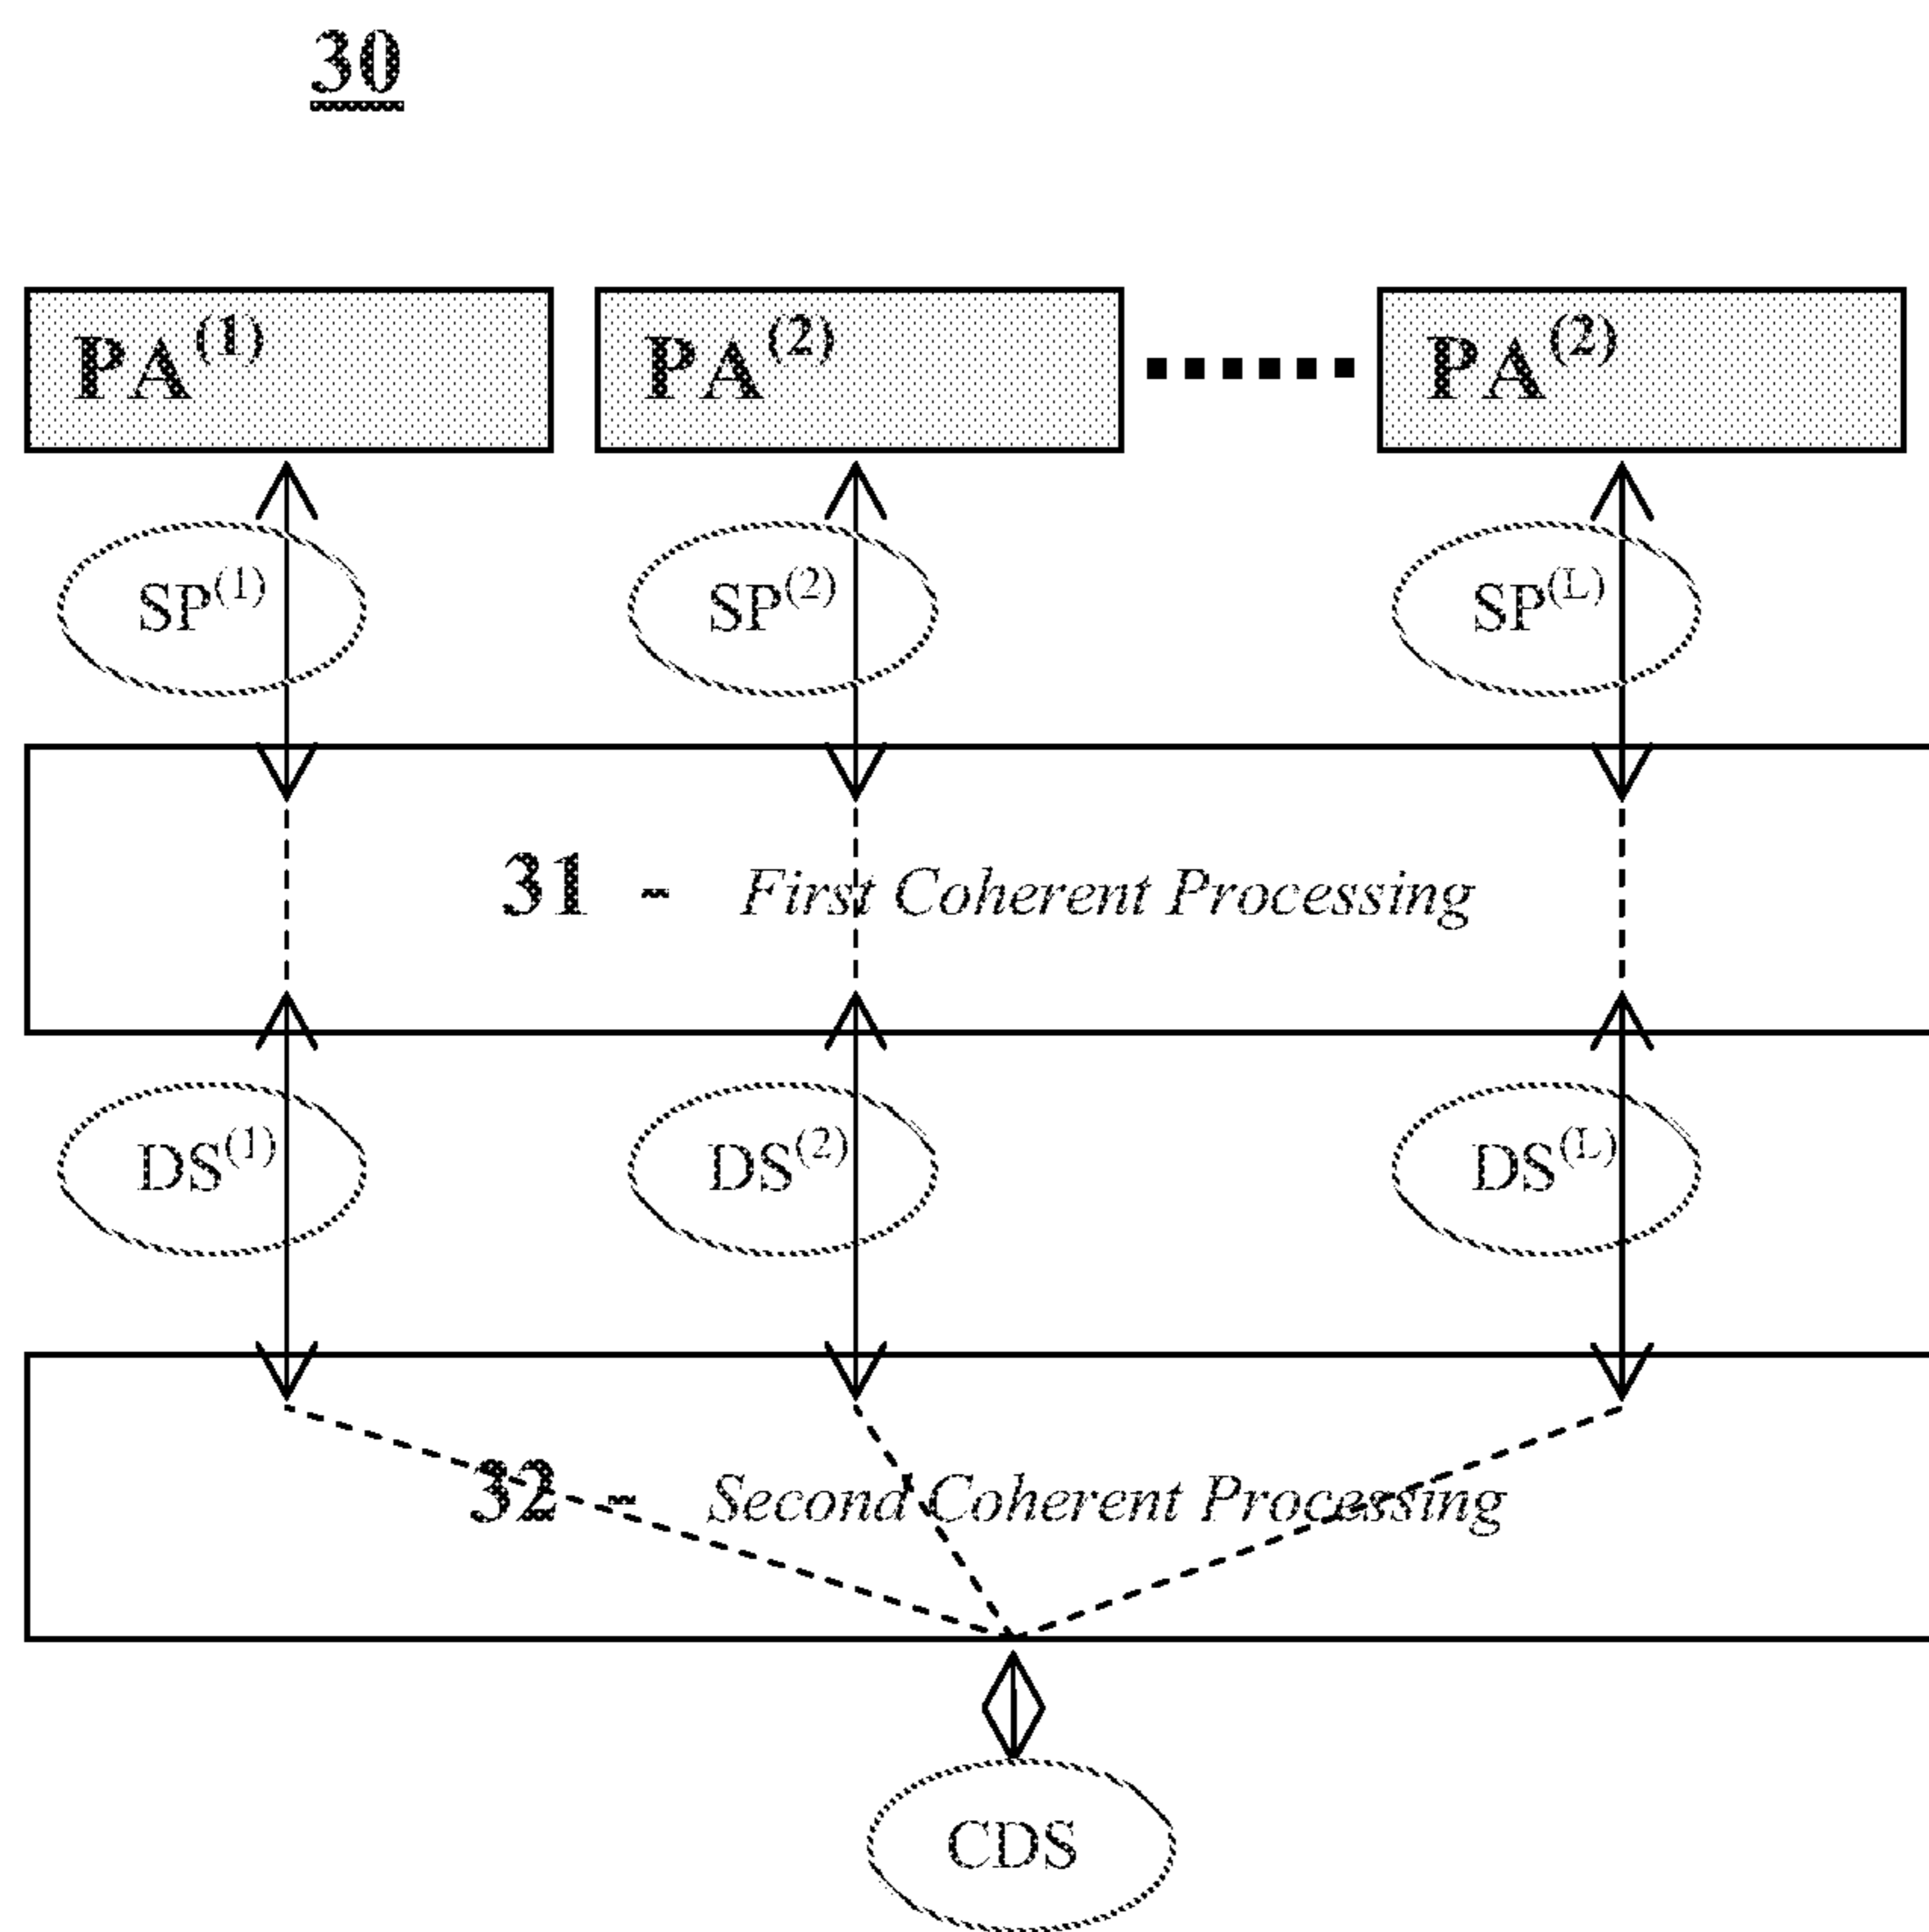 30
PA(1) PA(2) PA(2)
SP(1) SP(2) SP(L)
31 - First Coherent Processing
DS(1) DS(2) DS(L)
32 - Second Coherent Processing
CDS